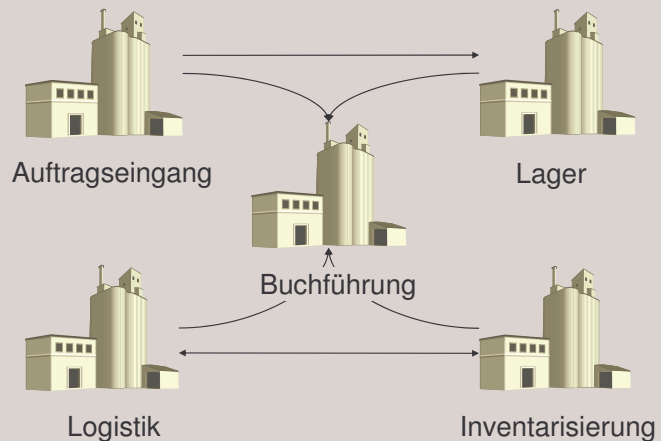 Auftragseingang
Lager
Buchführung
Logistik
Inventarisierung